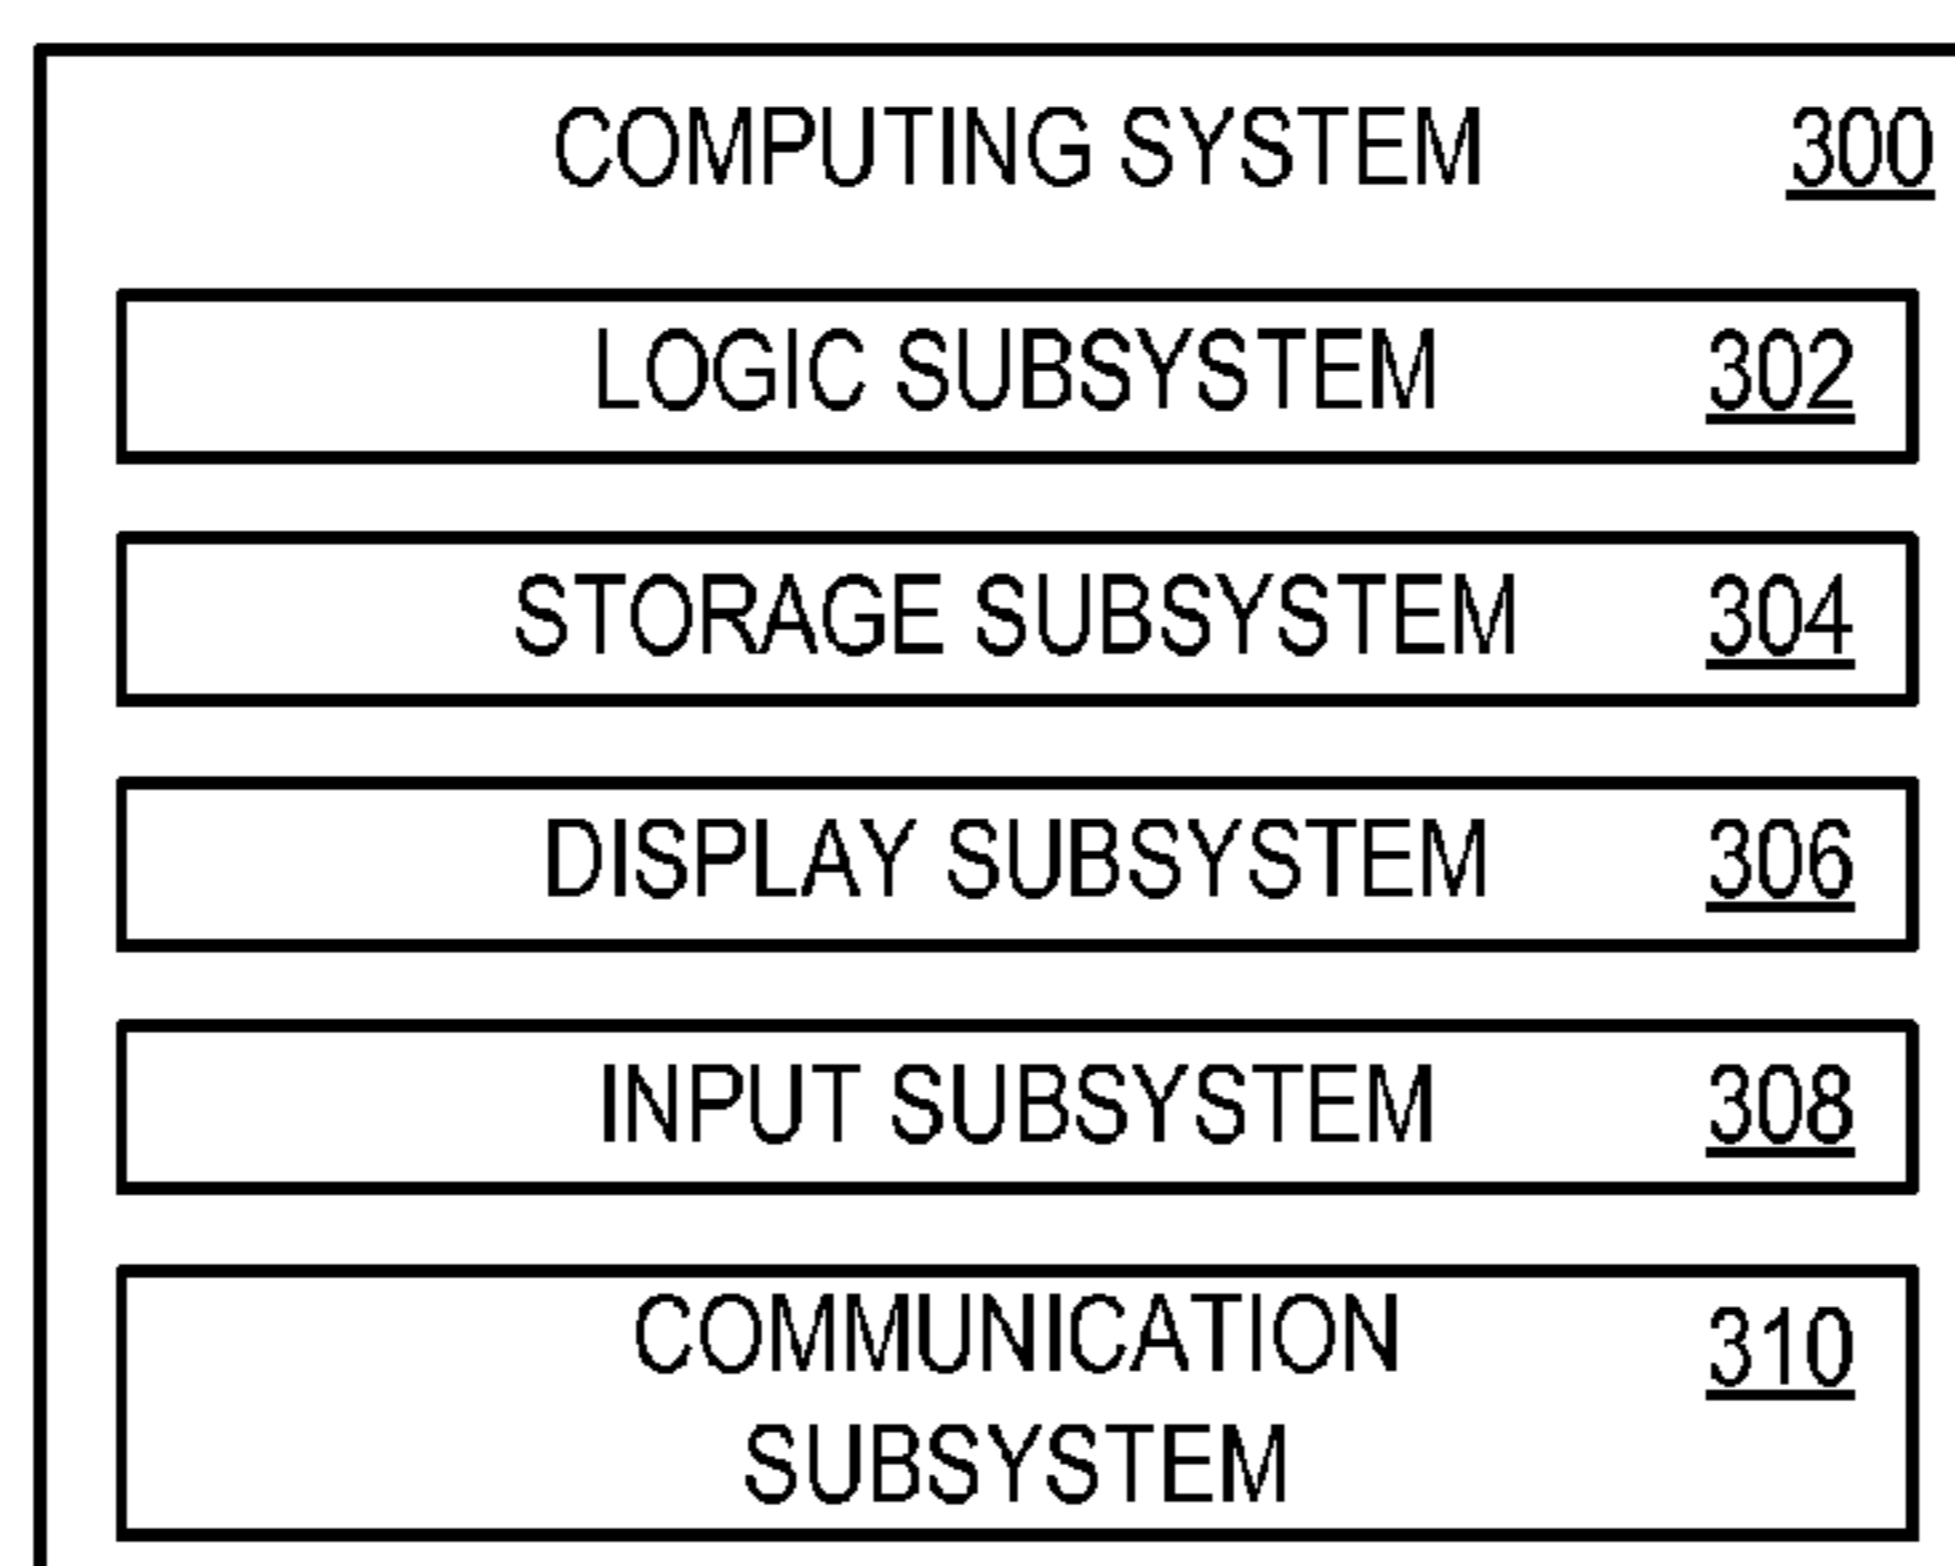 COMPUTING SYSTEM 300
LOGIC SUBSYSTEM 302
STORAGE SUBSYSTEM 304
DISPLAY SUBSYSTEM 306
INPUT SUBSYSTEM 308
COMMUNICATION 310
SUBSYSTEM